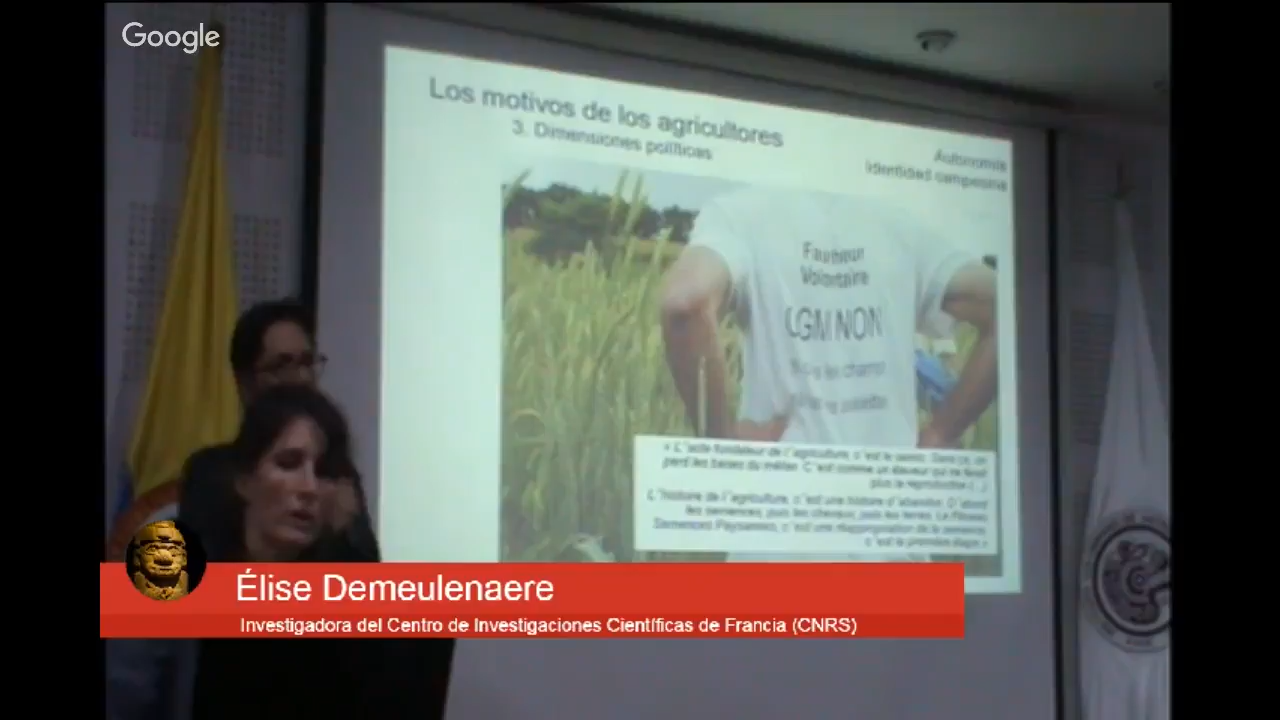 Google
Los motivos de los agricultores
3. Dimensiones políticas
Autonomía
Identidad campesina
Faucheur
Volontaire
OGM NON
« L'acte fondateur de l'agriculture, c'est le semis. Sans ça, on
perd les bases du métier. C'est comme un éleveur qui ne ferait
plus la reproduction (...)
L'histoire de l'agriculture, c'est une histoire d'abandon. D'abord
les semences, puis les chevaux, puis les terres. Le Réseau
Semences Paysannes, c'est une réappropriation de la semence,
c'est la première étape »
Élise Demeulenaere
Investigadora del Centro de Investigaciones Científicas de Francia (CNRS)